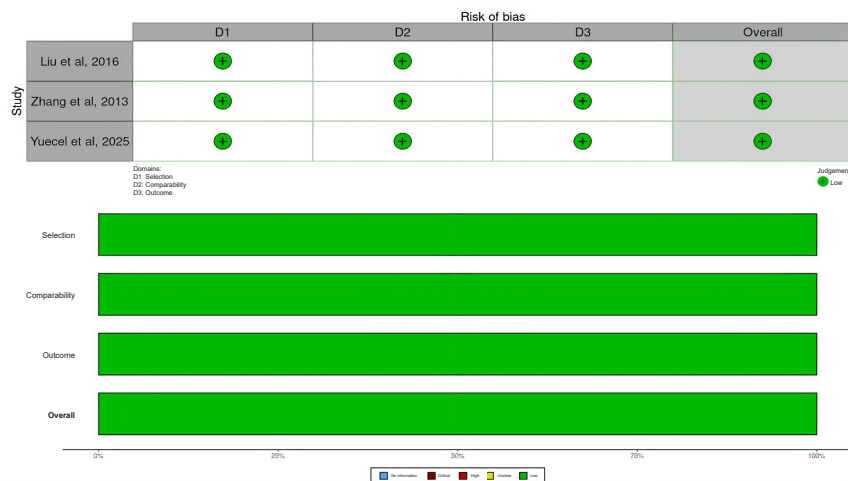 Risk of bias
D1 D2 D3 Overall
Study
Liu et al, 2016
Zhang et al, 2013
Yuecel et al, 2025
Domains:
D1: Selection
D2: Comparability
D3: Outcome
Judgement
Low
Selection
Comparability
Outcome
Overall
0% 25% 50% 75% 100%
No information Critical High Unclear Low